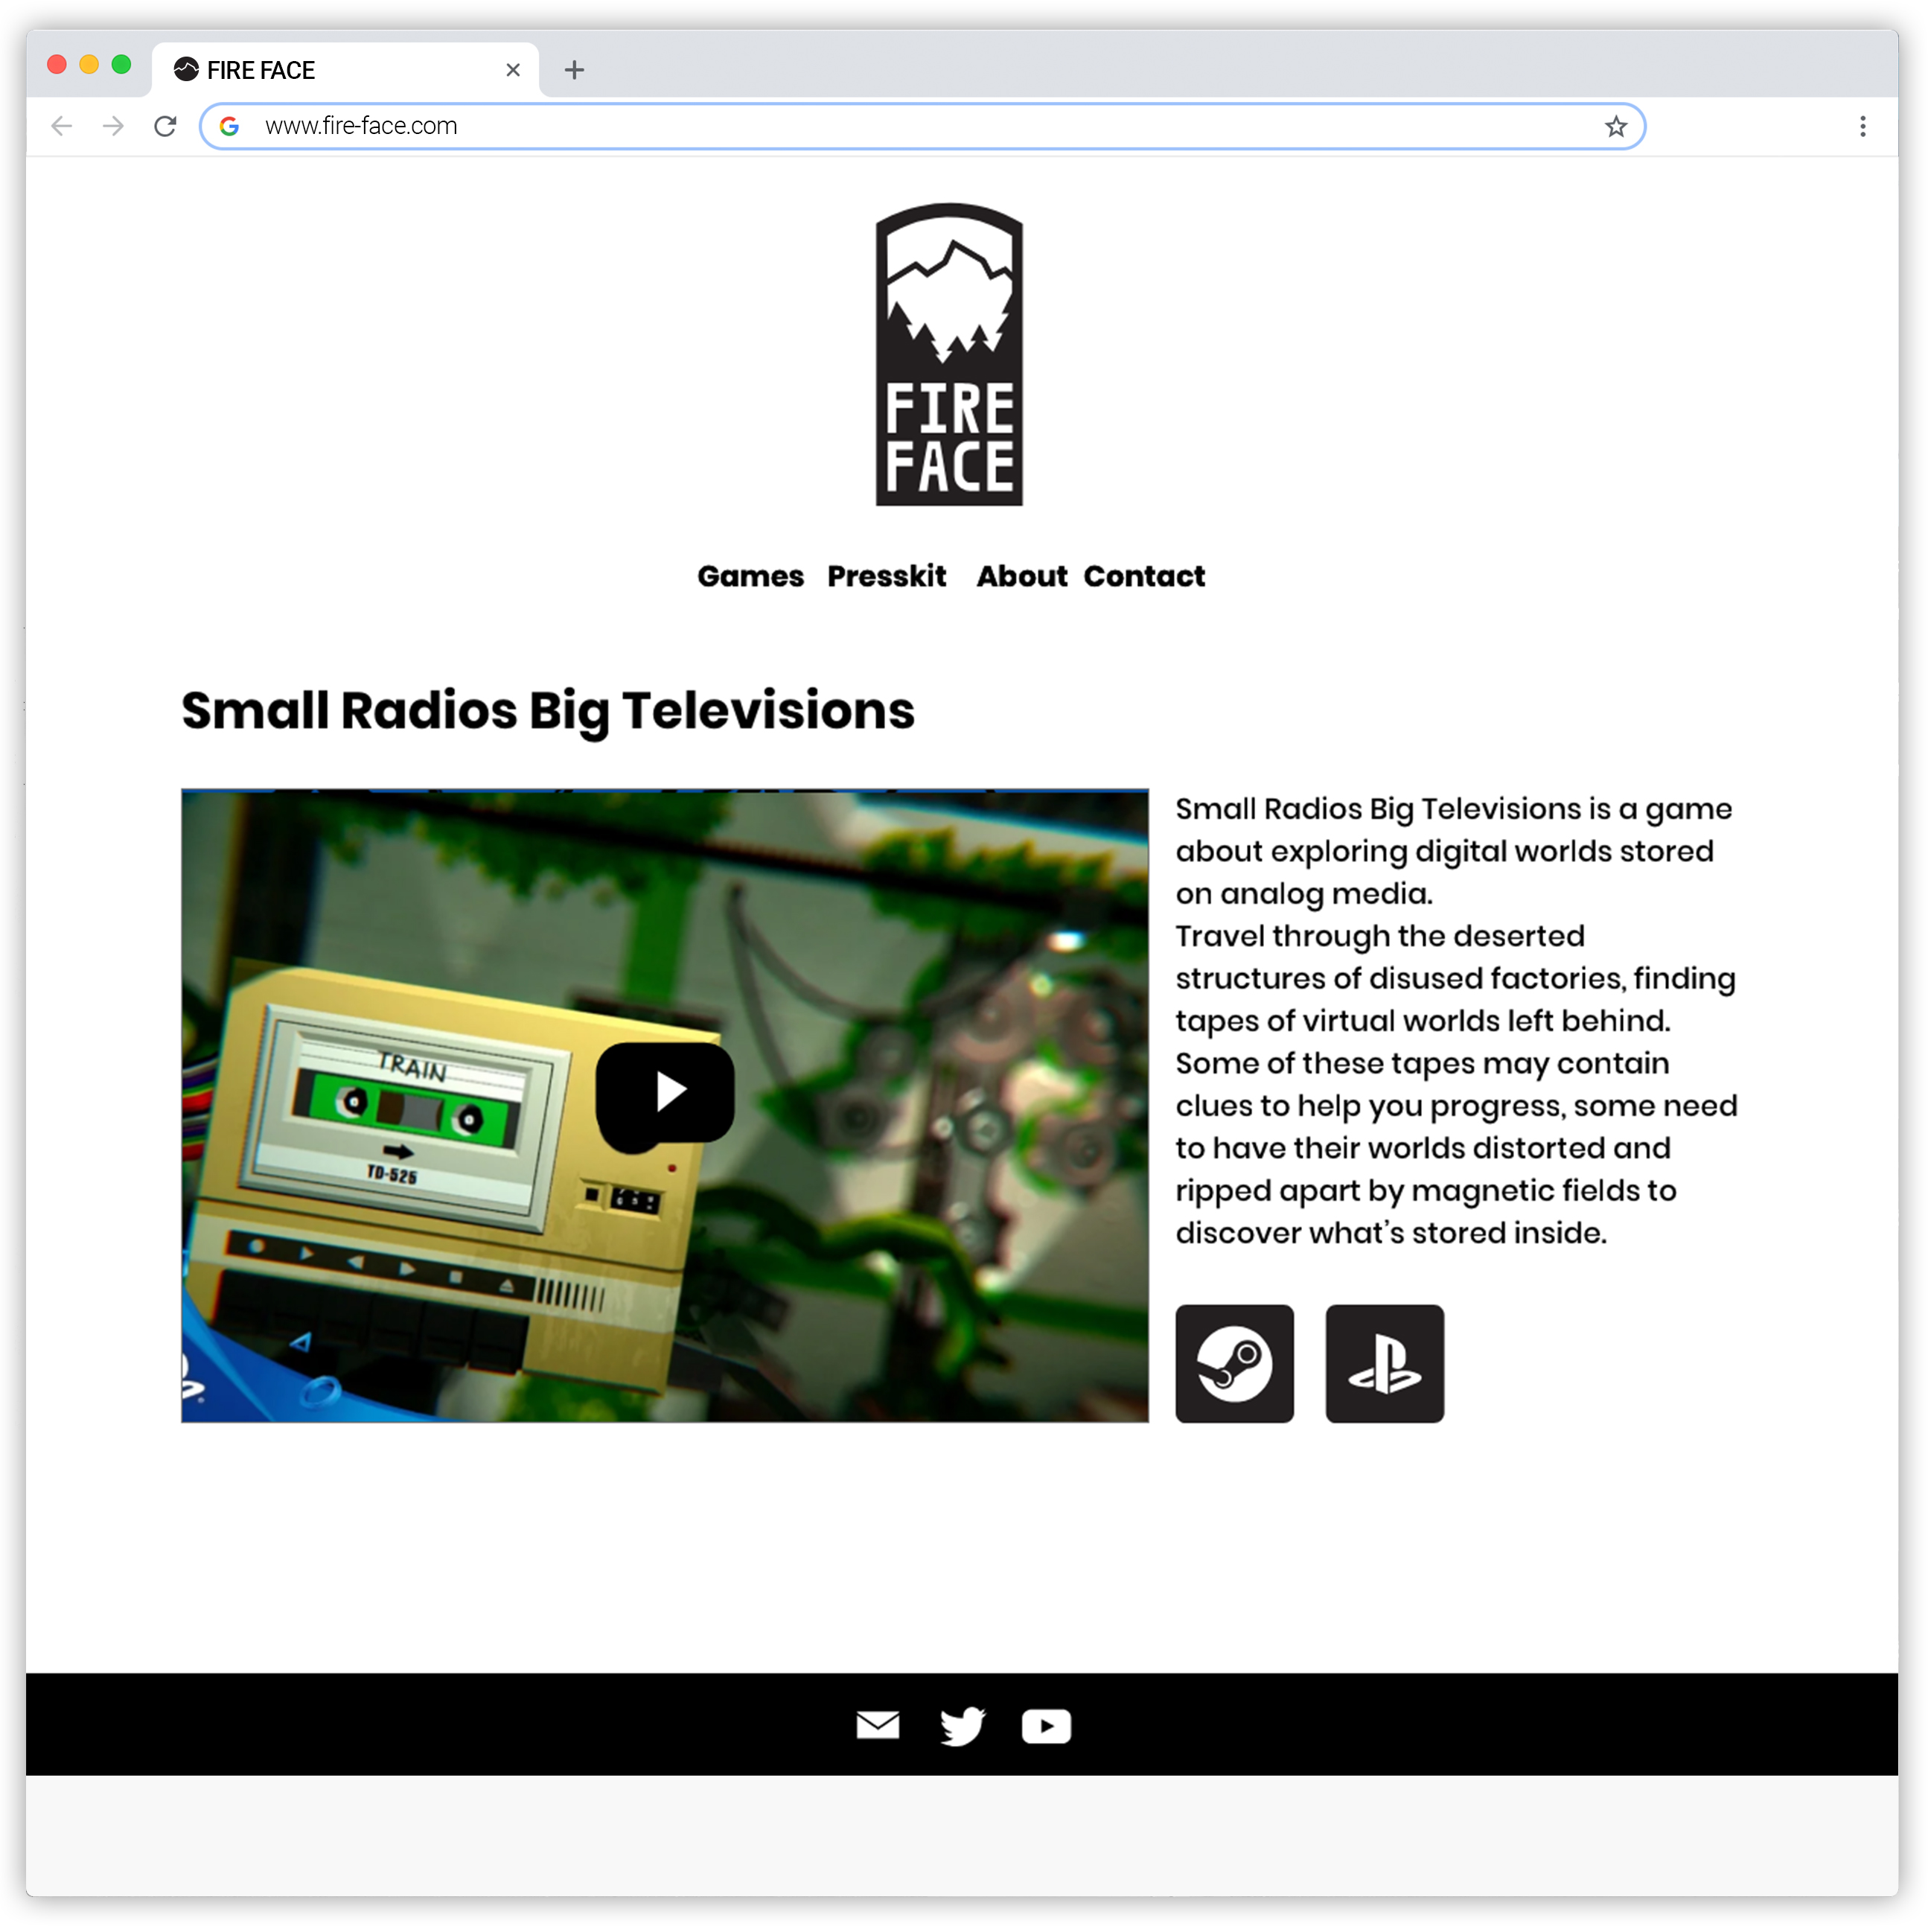 FIRE FACE
www.fire-face.com
FIRE
FACE
Games Presskit About Contact
Small Radios Big Televisions
TRAIN
TD-525
Small Radios Big Televisions is a game
about exploring digital worlds stored
on analog media.
Travel through the deserted
structures of disused factories, finding
tapes of virtual worlds left behind.
Some of these tapes may contain
clues to help you progress, some need
to have their worlds distorted and
ripped apart by magnetic fields to
discover what’s stored inside.